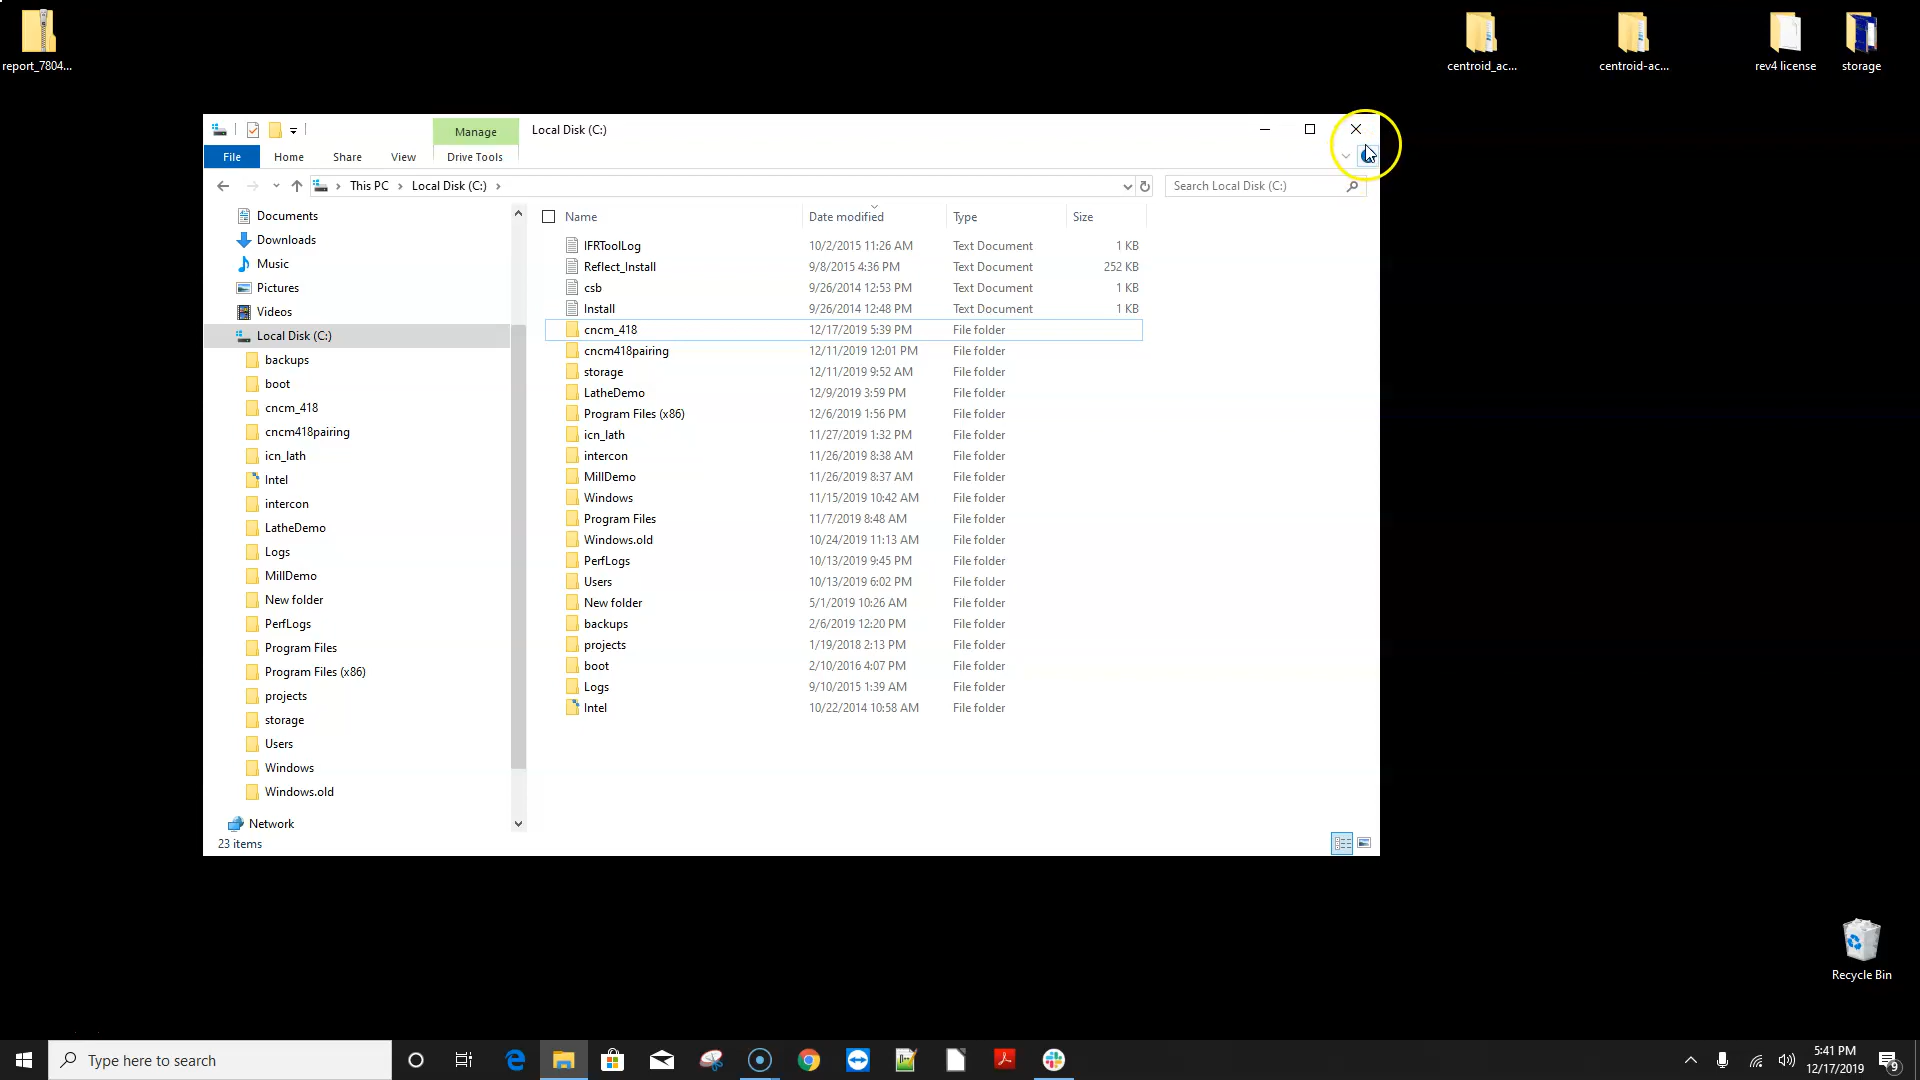 report_7804...
centroid_ac...
centroid-ac...
rev4 license
storage
Manage
Local Disk (C:)
File
Home
Share
View
Drive Tools
This PC
Local Disk (C:)
Search Local Disk (C:)
Documents
Downloads
Music
Pictures
Videos
Local Disk (C:)
backups
boot
cncm_418
cncm418pairing
icn_lath
Intel
intercon
LatheDemo
Logs
MillDemo
New folder
PerfLogs
Program Files
Program Files (x86)
projects
storage
Users
Windows
Windows.old
Network
Name Date modified Type Size
IFRToolLog 10/2/2015 11:26 AM Text Document 1 KB
Reflect_Install 9/8/2015 4:36 PM Text Document 252 KB
csb 9/26/2014 12:53 PM Text Document 1 KB
Install 9/26/2014 12:48 PM Text Document 1 KB
cncm_418 12/17/2019 5:39 PM File folder
cncm418pairing 12/11/2019 12:01 PM File folder
storage 12/11/2019 9:52 AM File folder
LatheDemo 12/9/2019 3:59 PM File folder
Program Files (x86) 12/6/2019 1:56 PM File folder
icn_lath 11/27/2019 1:32 PM File folder
intercon 11/26/2019 8:38 AM File folder
MillDemo 11/26/2019 8:37 AM File folder
Windows 11/15/2019 10:42 AM File folder
Program Files 11/7/2019 8:48 AM File folder
Windows.old 10/24/2019 11:13 AM File folder
PerfLogs 10/13/2019 9:45 PM File folder
Users 10/13/2019 6:02 PM File folder
New folder 5/1/2019 10:26 AM File folder
backups 2/6/2019 12:20 PM File folder
projects 1/19/2018 2:13 PM File folder
boot 2/10/2016 4:07 PM File folder
Logs 9/10/2015 1:39 AM File folder
Intel 10/22/2014 10:58 AM File folder
23 items
Recycle Bin
Type here to search
5:41 PM
12/17/2019
9